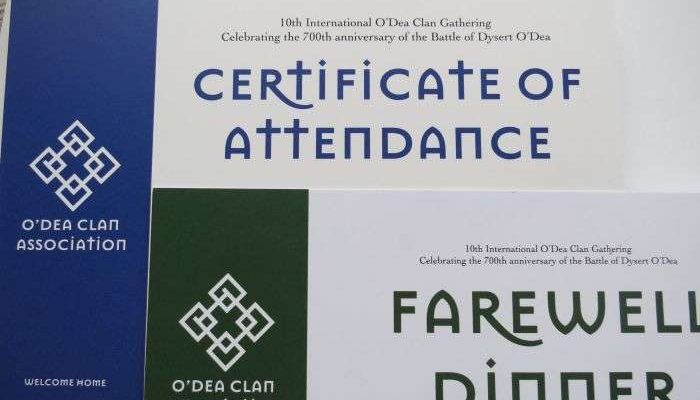 10th International O'Dea Clan Gathering
Celebrating the 700th anniversary of the Battle of Dysert O'Dea
CERTIFICATE OF
ATTENDANCE
O'DEA CLAN
ASSOCIATION
WELCOME HOME
10th International O'Dea Clan Gathering
Celebrating the 700th anniversary of the Battle of Dysert O'Dea
FAREWELL
DINNER
O'DEA CLAN